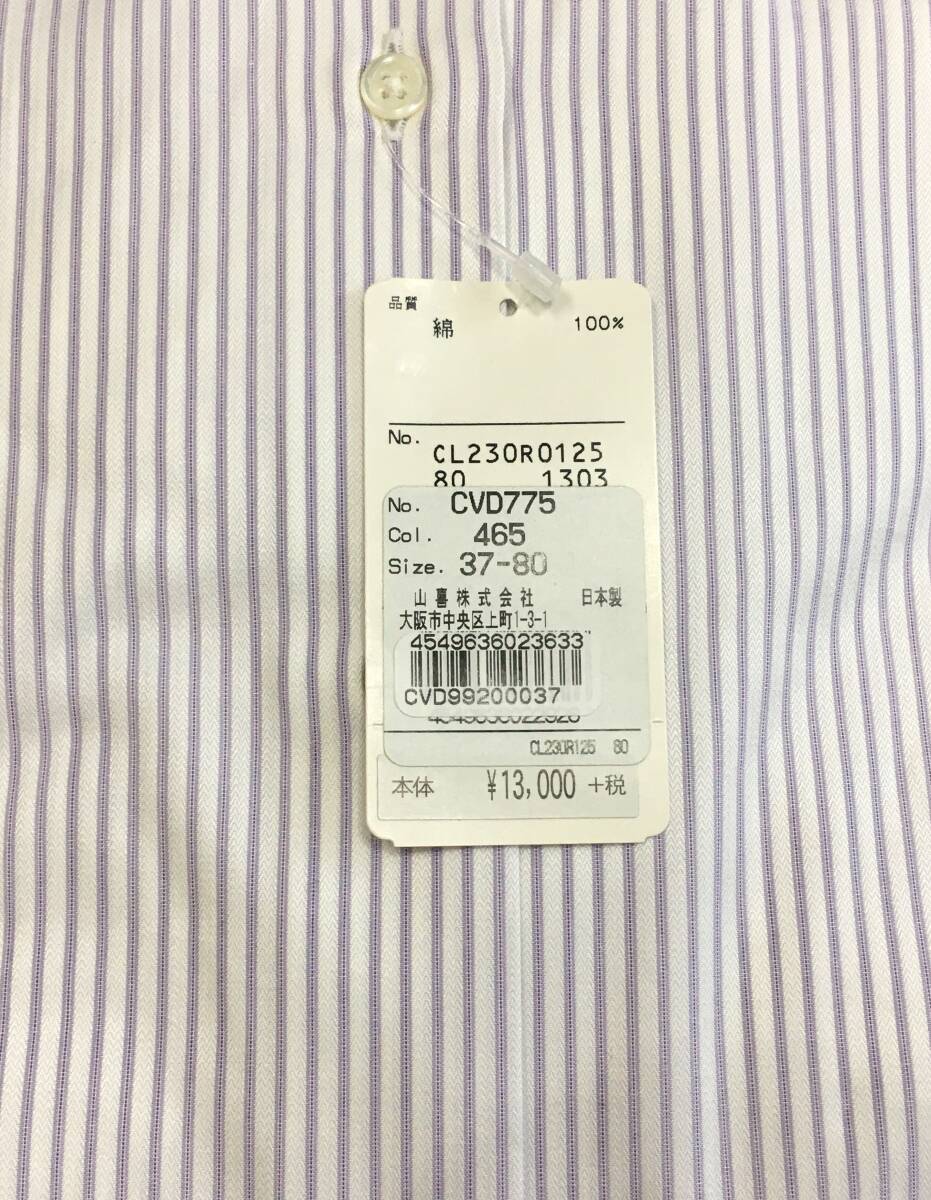 品質
綿 100%
No.
CL230R0125
80 1303
No. CVD775
Col. 465
Size. 37-80
山喜株式会社 日本製
大阪市中央区上町1-3-1
4549636023633
CVD99200037
CL230R125 80
本体 ¥13,000 +税